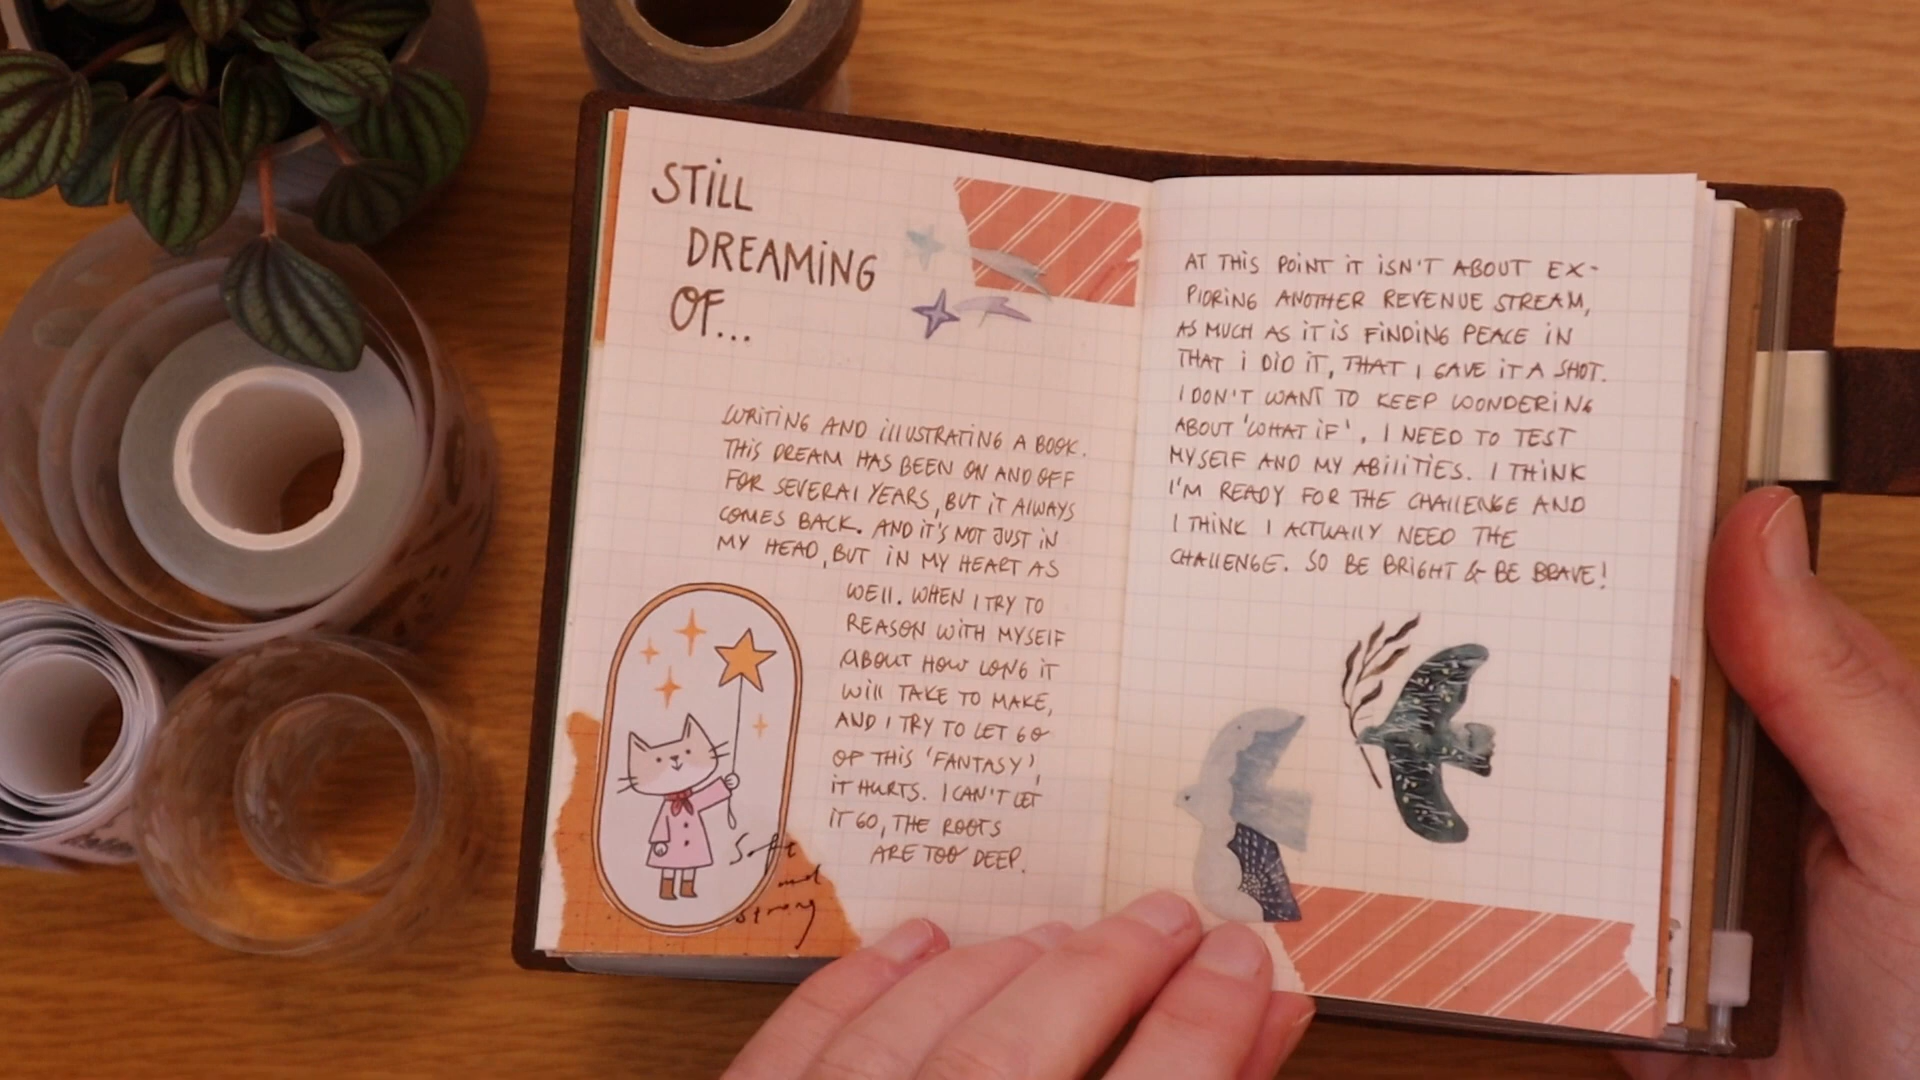 STILL
DREAMING
OF...
WRITING AND ILLUSTRATING A BOOK.
THIS DREAM HAS BEEN ON AND OFF
FOR SEVERAL YEARS, BUT IT ALWAYS
COMES BACK. AND IT'S NOT JUST IN
MY HEAD, BUT IN MY HEART AS
WELL. WHEN I TRY TO
REASON WITH MYSELF
ABOUT HOW LONG IT
WILL TAKE TO MAKE,
AND I TRY TO LET GO
OF THIS 'FANTASY',
IT HURTS. I CAN'T LET
IT GO, THE ROOTS
ARE TOO DEEP.
Soft
and
strong
AT THIS POINT IT ISN'T ABOUT EX-
PLORING ANOTHER REVENUE STREAM,
AS MUCH AS IT IS FINDING PEACE IN
THAT I DID IT, THAT I GAVE IT A SHOT.
I DON'T WANT TO KEEP WONDERING
ABOUT 'WHAT IF'. I NEED TO TEST
MYSELF AND MY ABILITIES. I THINK
I'M READY FOR THE CHALLENGE AND
I THINK I ACTUALLY NEED THE
CHALLENGE. SO BE BRIGHT & BE BRAVE!